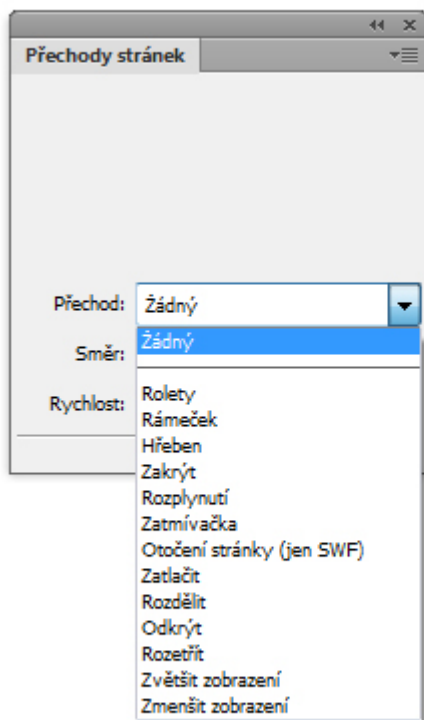 Přechody stránek
Přechod: Žádný
Žádný
Směr:
Rychlost:
Rolety
Rámeček
Hřeben
Zakrýt
Rozplynutí
Zatmívačka
Otočení stránky (jen SWF)
Zatlačit
Rozdělit
Odkrýt
Rozetřít
Zvětšit zobrazení
Zmenšit zobrazení